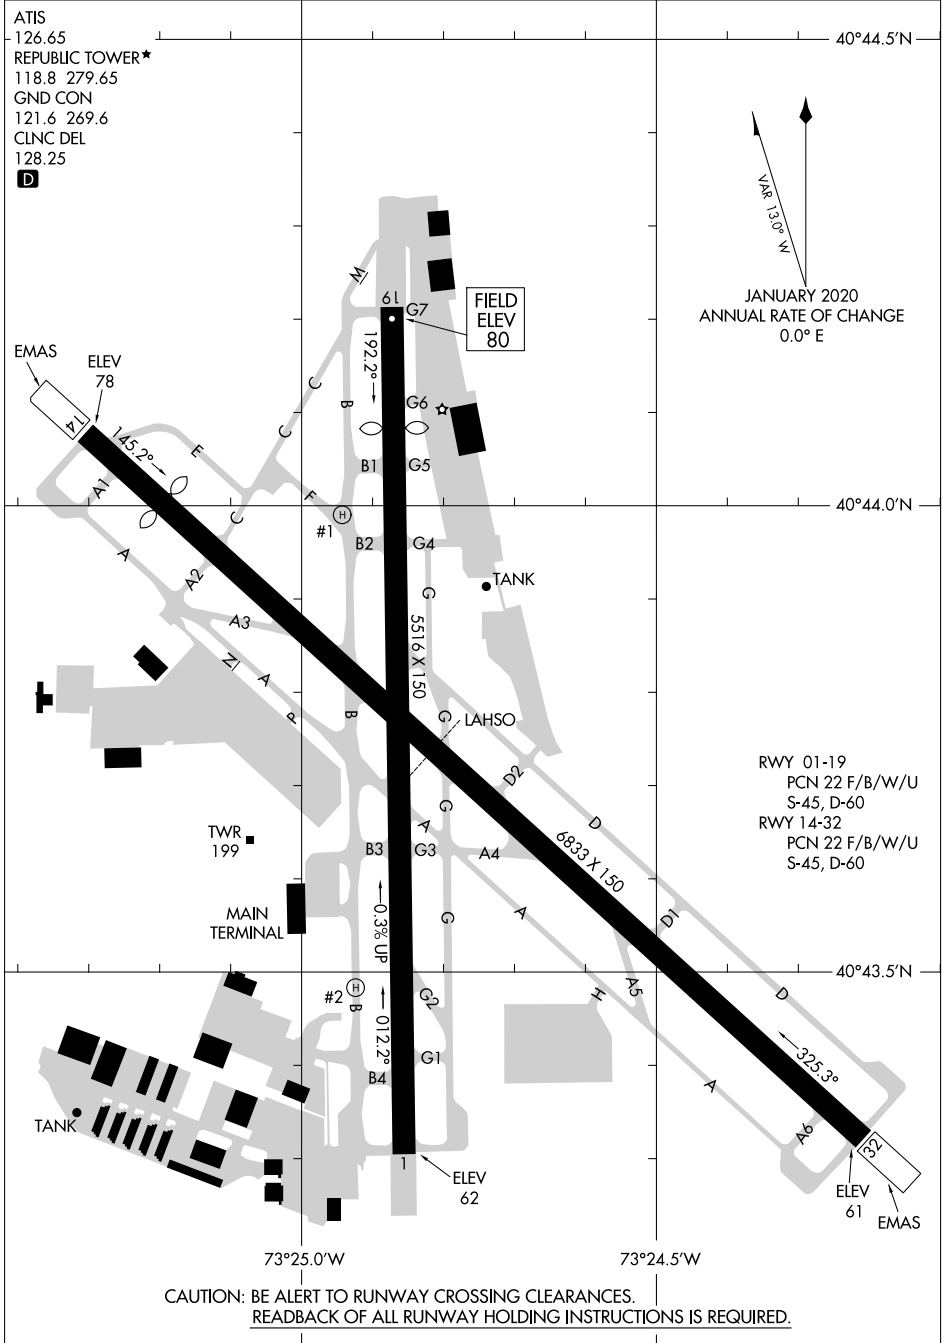 ATIS
126.65
REPUBLIC TOWER★
118.8 279.65
GND CON
121.6 269.6
CLNC DEL
128.25
D
40°44.5'N
VAR 13.0° W
JANUARY 2020
ANNUAL RATE OF CHANGE
0.0° E
M
19
G7
FIELD
ELEV
80
EMAS
ELEV
78
14
192.2°
145.2°
C
B
G6
C
E
B1
G5
A1
F
C
40°44.0'N
H
#1
B2
G4
A
A2
TANK
G
A3
5516 X 150
Z
A
P
B
G
LAHSO
D2
RWY 01-19
PCN 22 F/B/W/U
S-45, D-60
RWY 14-32
PCN 22 F/B/W/U
S-45, D-60
G
A
D
TWR
199
B3
G3
A4
6833 X 150
MAIN
TERMINAL
0.3% UP
G
A
D1
40°43.5'N
H
#2
B
G2
H
A5
D
012.2°
G1
B4
325.3°
A
TANK
A6
1
ELEV
62
32
ELEV
61
EMAS
73°25.0'W
73°24.5'W
CAUTION: BE ALERT TO RUNWAY CROSSING CLEARANCES.
READBACK OF ALL RUNWAY HOLDING INSTRUCTIONS IS REQUIRED.